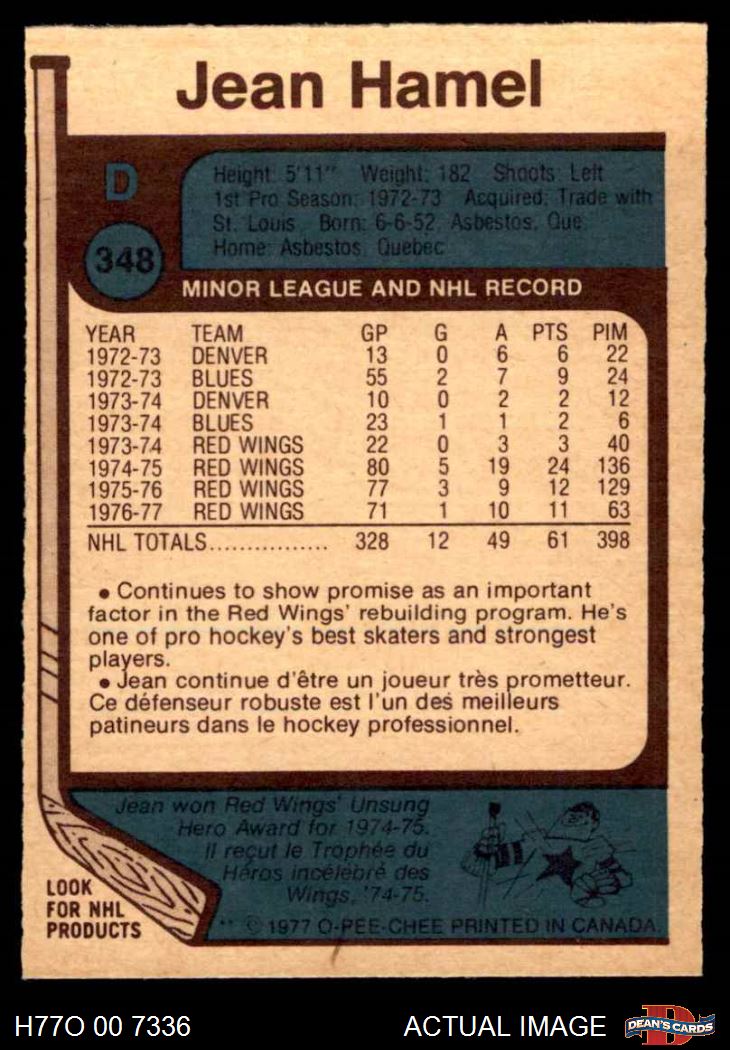 Jean Hamel
D
348
Height: 5'11" Weight: 182 Shoots: Left
1st Pro Season: 1972-73 Acquired: Trade with
St. Louis Born: 6-6-52, Asbestos, Que.
Home: Asbestos, Quebec
MINOR LEAGUE AND NHL RECORD
YEAR TEAM GP G A PTS PIM
1972-73 DENVER 13 0 6 6 22
1972-73 BLUES 55 2 7 9 24
1973-74 DENVER 10 0 2 2 12
1973-74 BLUES 23 1 1 2 6
1973-74 RED WINGS 22 0 3 3 40
1974-75 RED WINGS 80 5 19 24 136
1975-76 RED WINGS 77 3 9 12 129
1976-77 RED WINGS 71 1 10 11 63
NHL TOTALS................ 328 12 49 61 398
• Continues to show promise as an important
factor in the Red Wings' rebuilding program. He's
one of pro hockey's best skaters and strongest
players.
• Jean continue d'être un joueur très prometteur.
Ce défenseur robuste est l'un des meilleurs
patineurs dans le hockey professionnel.
Jean won Red Wings' Unsung
Hero Award for 1974-75.
Il reçut le Trophée du
Héros incélébré des
Wings, '74-75.
LOOK
FOR NHL
PRODUCTS
** © 1977 O-PEE-CHEE PRINTED IN CANADA.
H77O 00 7336 ACTUAL IMAGE
D
DEAN'S CARDS